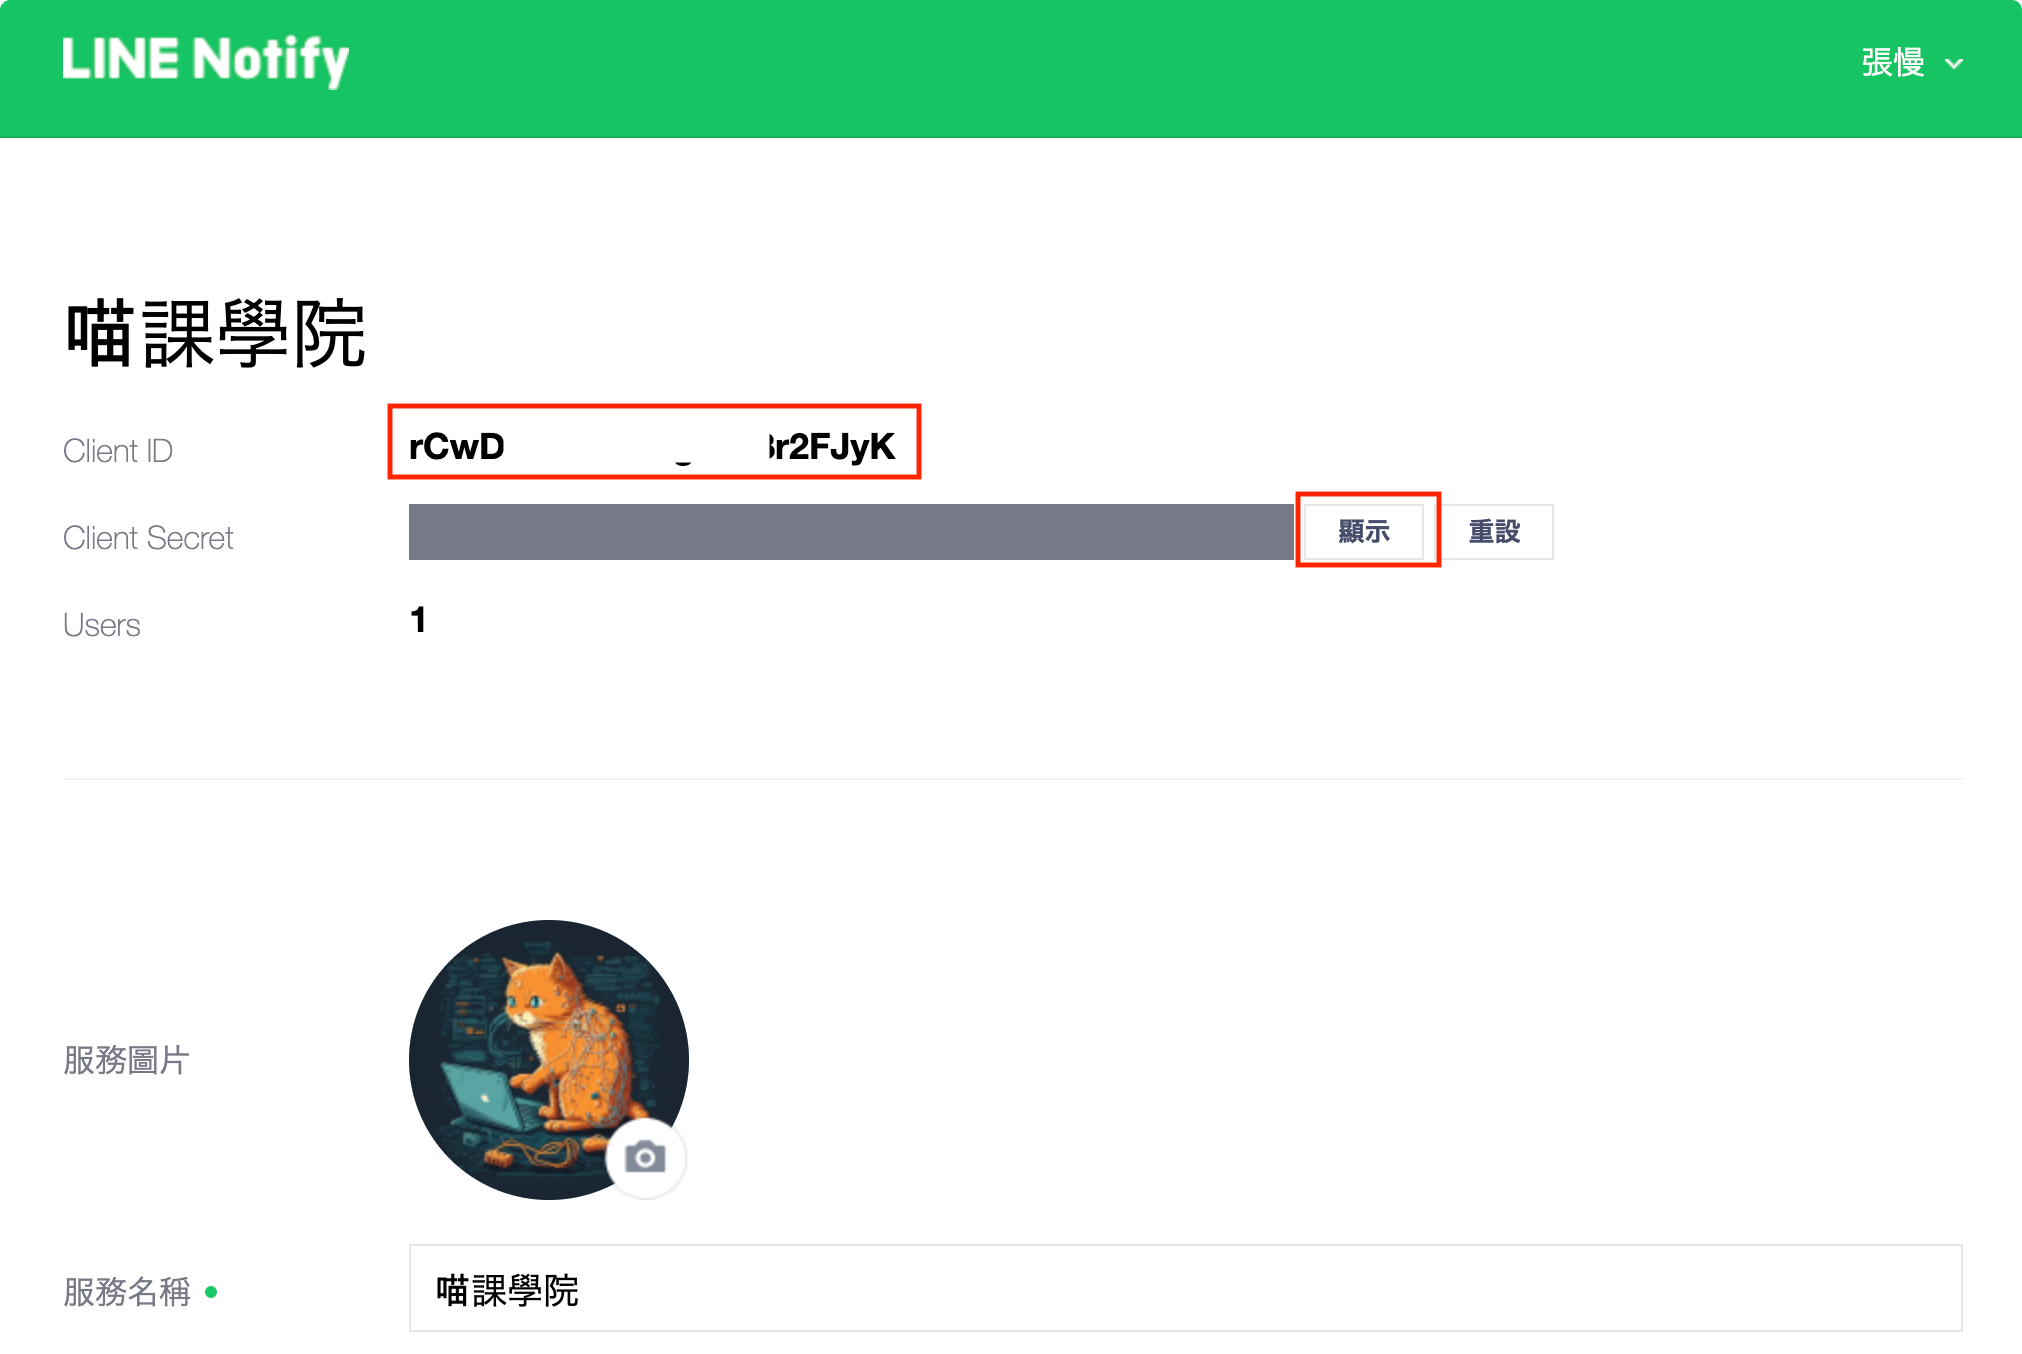 LINE Notify
張慢
喵課學院
Client ID
rCwD r2FJyK
Client Secret
顯示
重設
Users
1
服務圖片
服務名稱
喵課學院